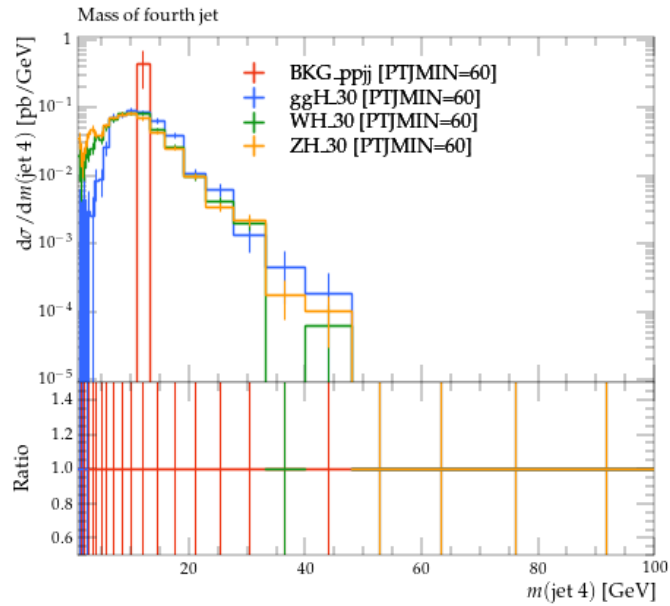 Mass of fourth jet
dσ/dm(jet 4) [pb/GeV]
1
10⁻¹
10⁻²
10⁻³
10⁻⁴
10⁻⁵
BKG_ppjj [PTJMIN=60]
ggH_30 [PTJMIN=60]
WH_30 [PTJMIN=60]
ZH_30 [PTJMIN=60]
Ratio
1.4
1.2
1.0
0.8
0.6
20 40 60 80 100
m(jet 4) [GeV]